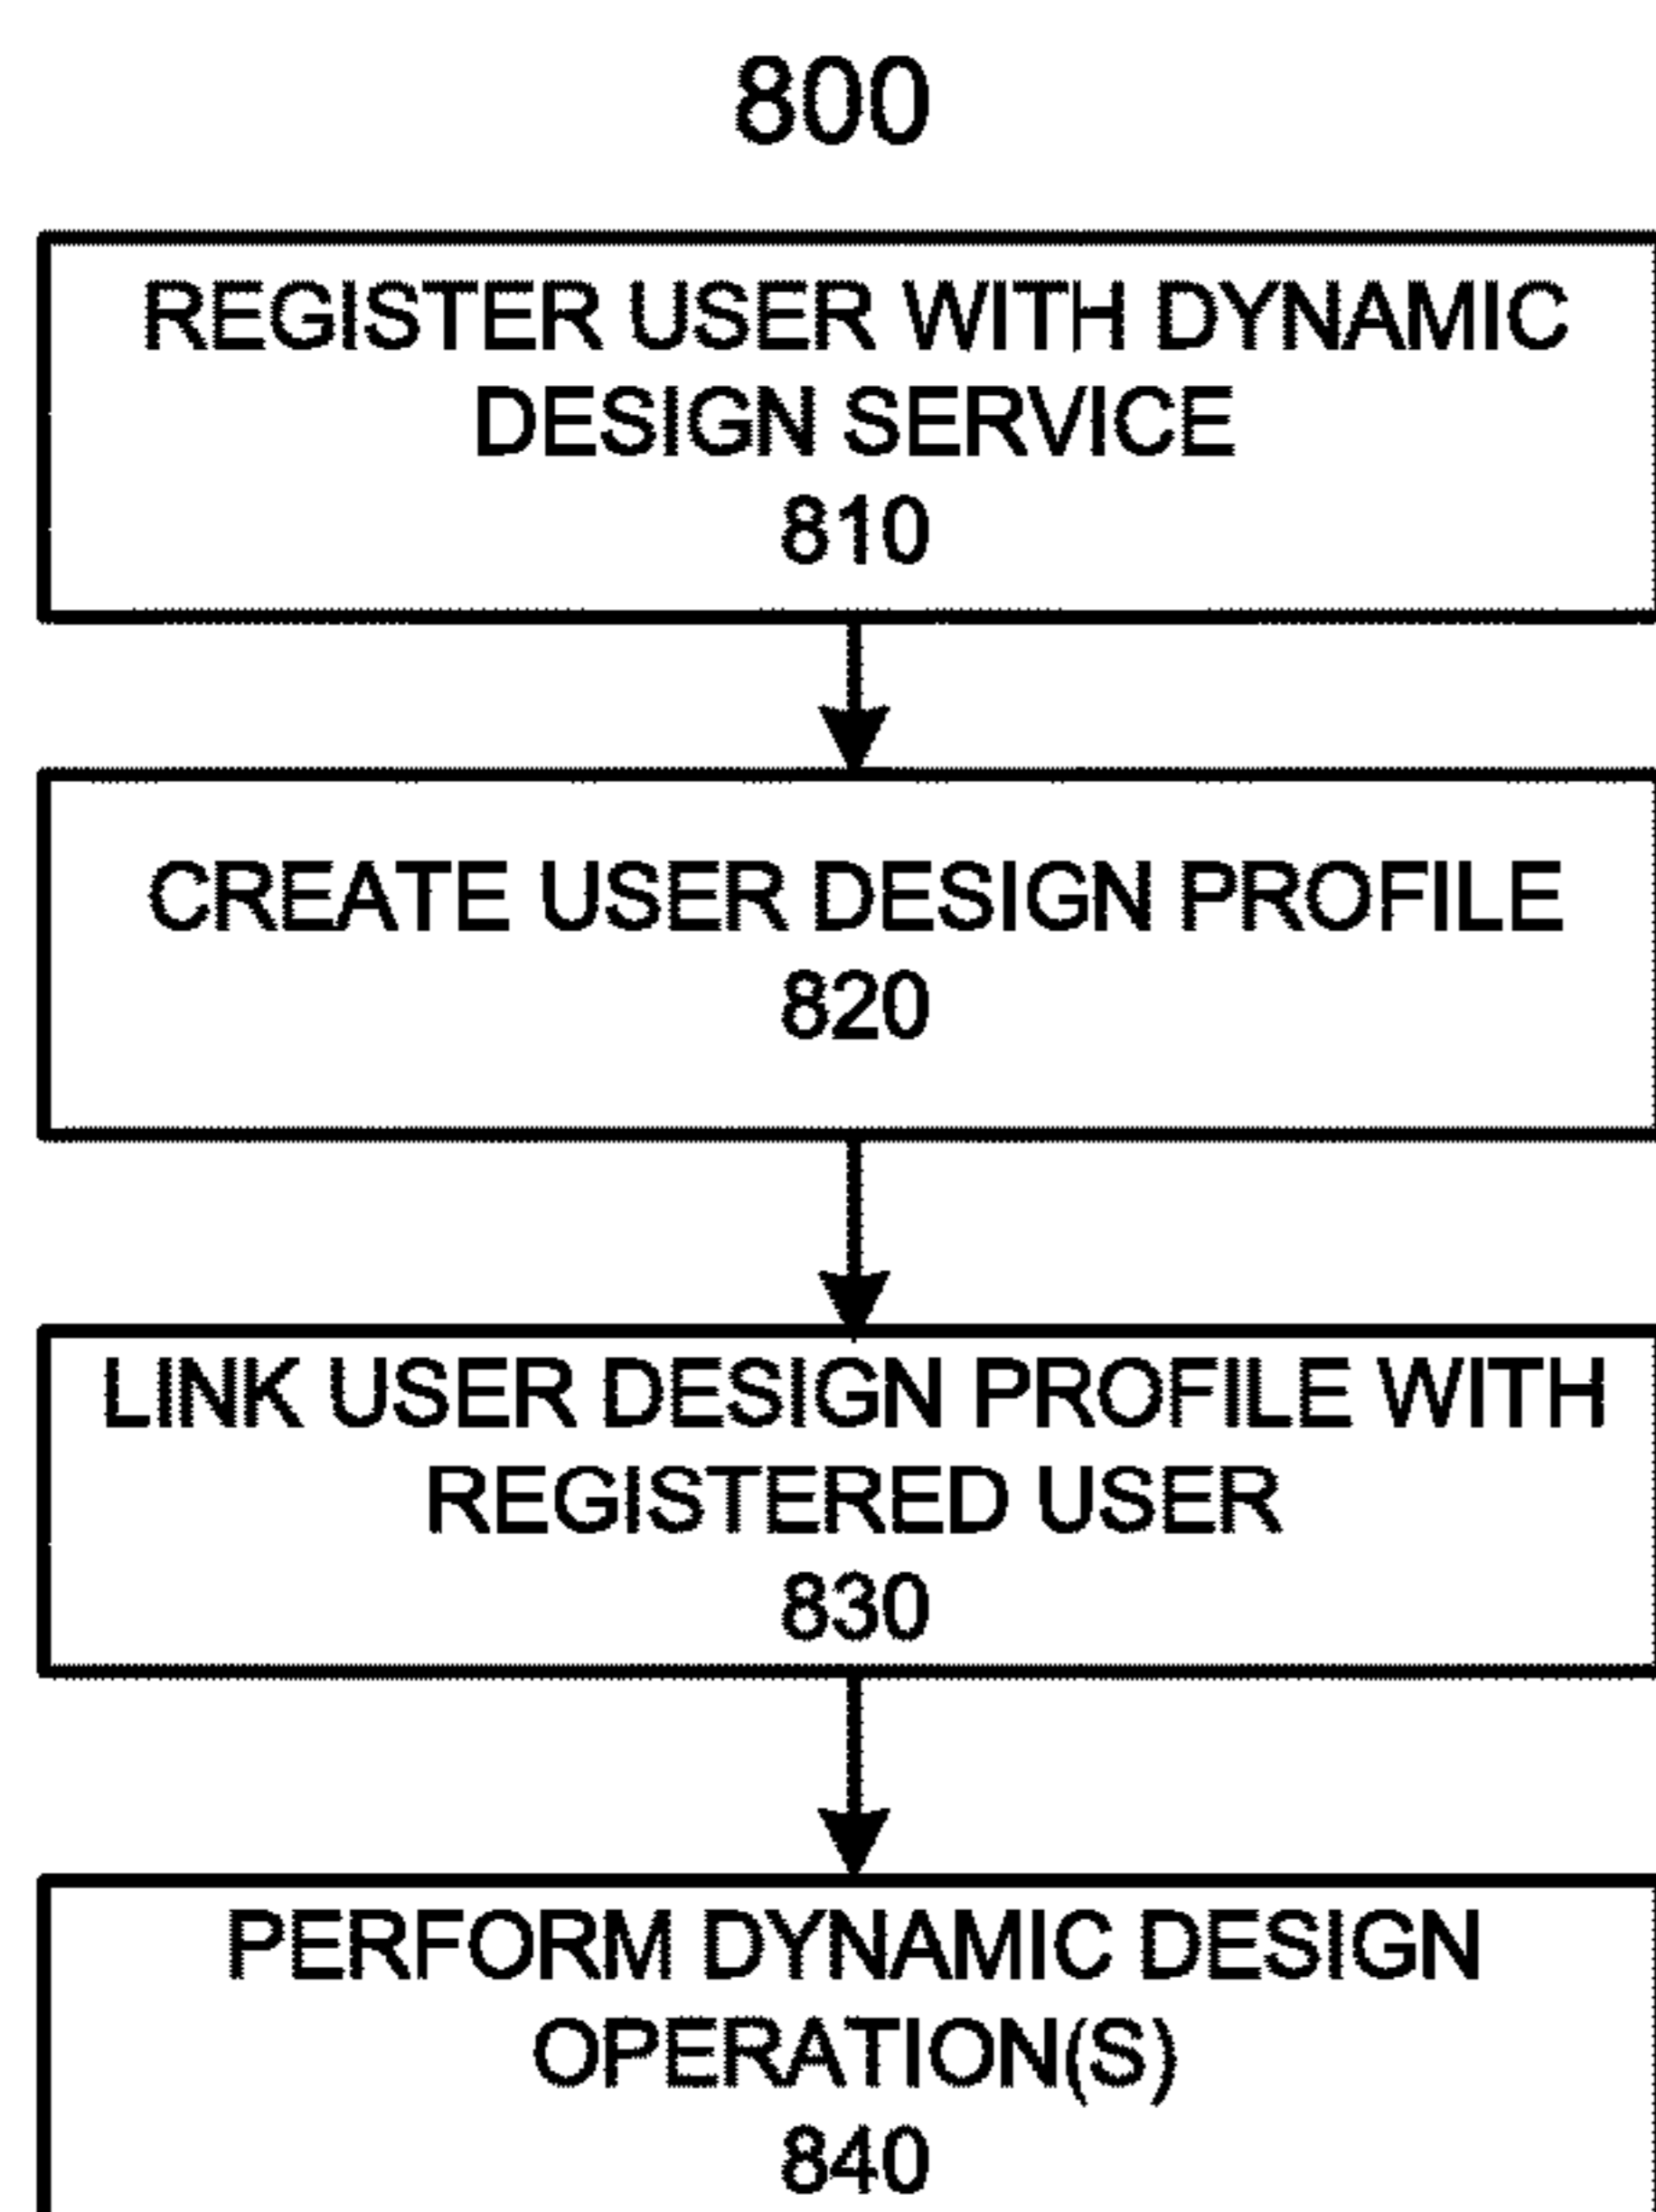 800
REGISTER USER WITH DYNAMIC
DESIGN SERVICE
810
CREATE USER DESIGN PROFILE
820
LINK USER DESIGN PROFILE WITH
REGISTERED USER
830
PERFORM DYNAMIC DESIGN
OPERATION(S)
840